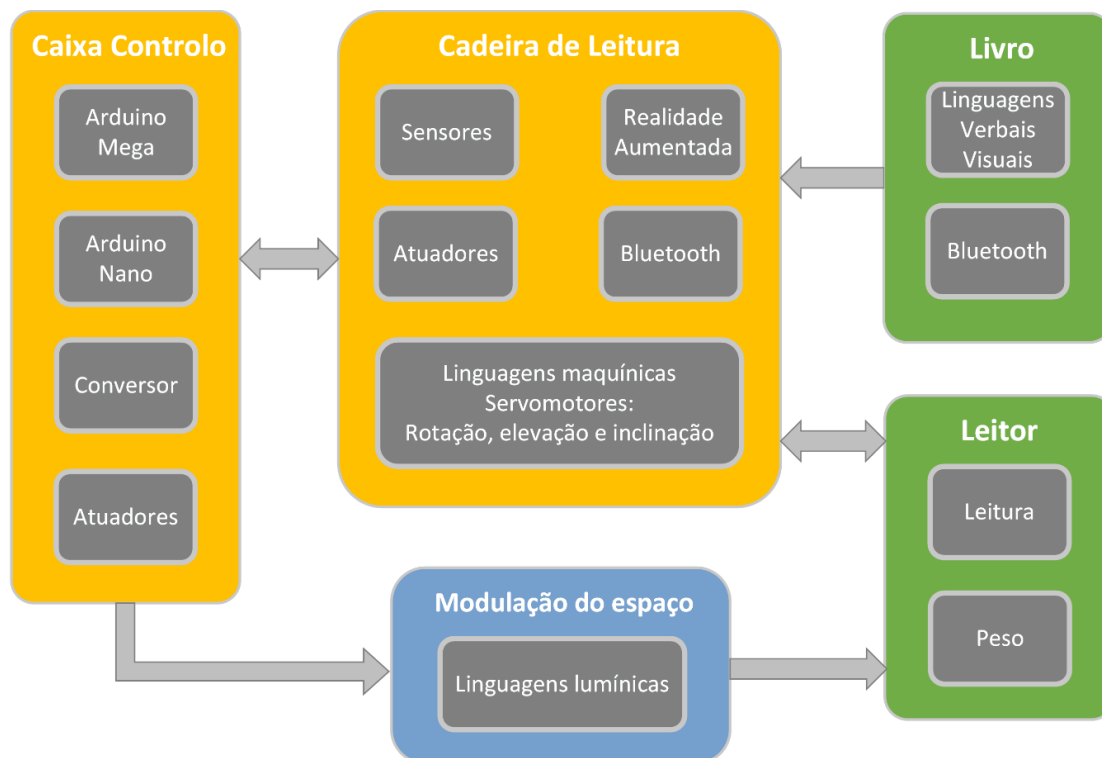 Caixa Controlo
Arduino
Mega
Arduino
Nano
Conversor
Atuadores
Cadeira de Leitura
Sensores
Realidade
Aumentada
Atuadores
Bluetooth
Linguagens maquínicas
Servomotores:
Rotação, elevação e inclinação
Livro
Linguagens
Verbais
Visuais
Bluetooth
Leitor
Leitura
Peso
Modulação do espaço
Linguagens lumínicas